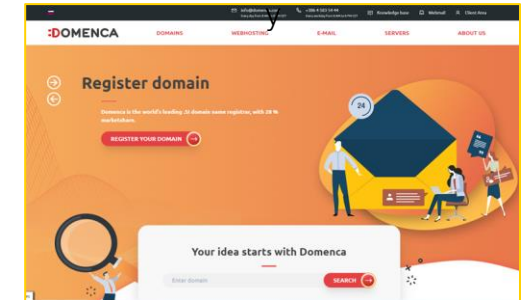 Knowledge base
Webmail
Client Area
y
:DOMENCA
DOMAINS
WEBHOSTING
E-MAIL
SERVERS
ABOUT US
Register domain
Domenca is the world's leading .SI domain name registrar, with 28 %
marketshare.
REGISTER YOUR DOMAIN
24
Your idea starts with Domenca
Enter domain
SEARCH